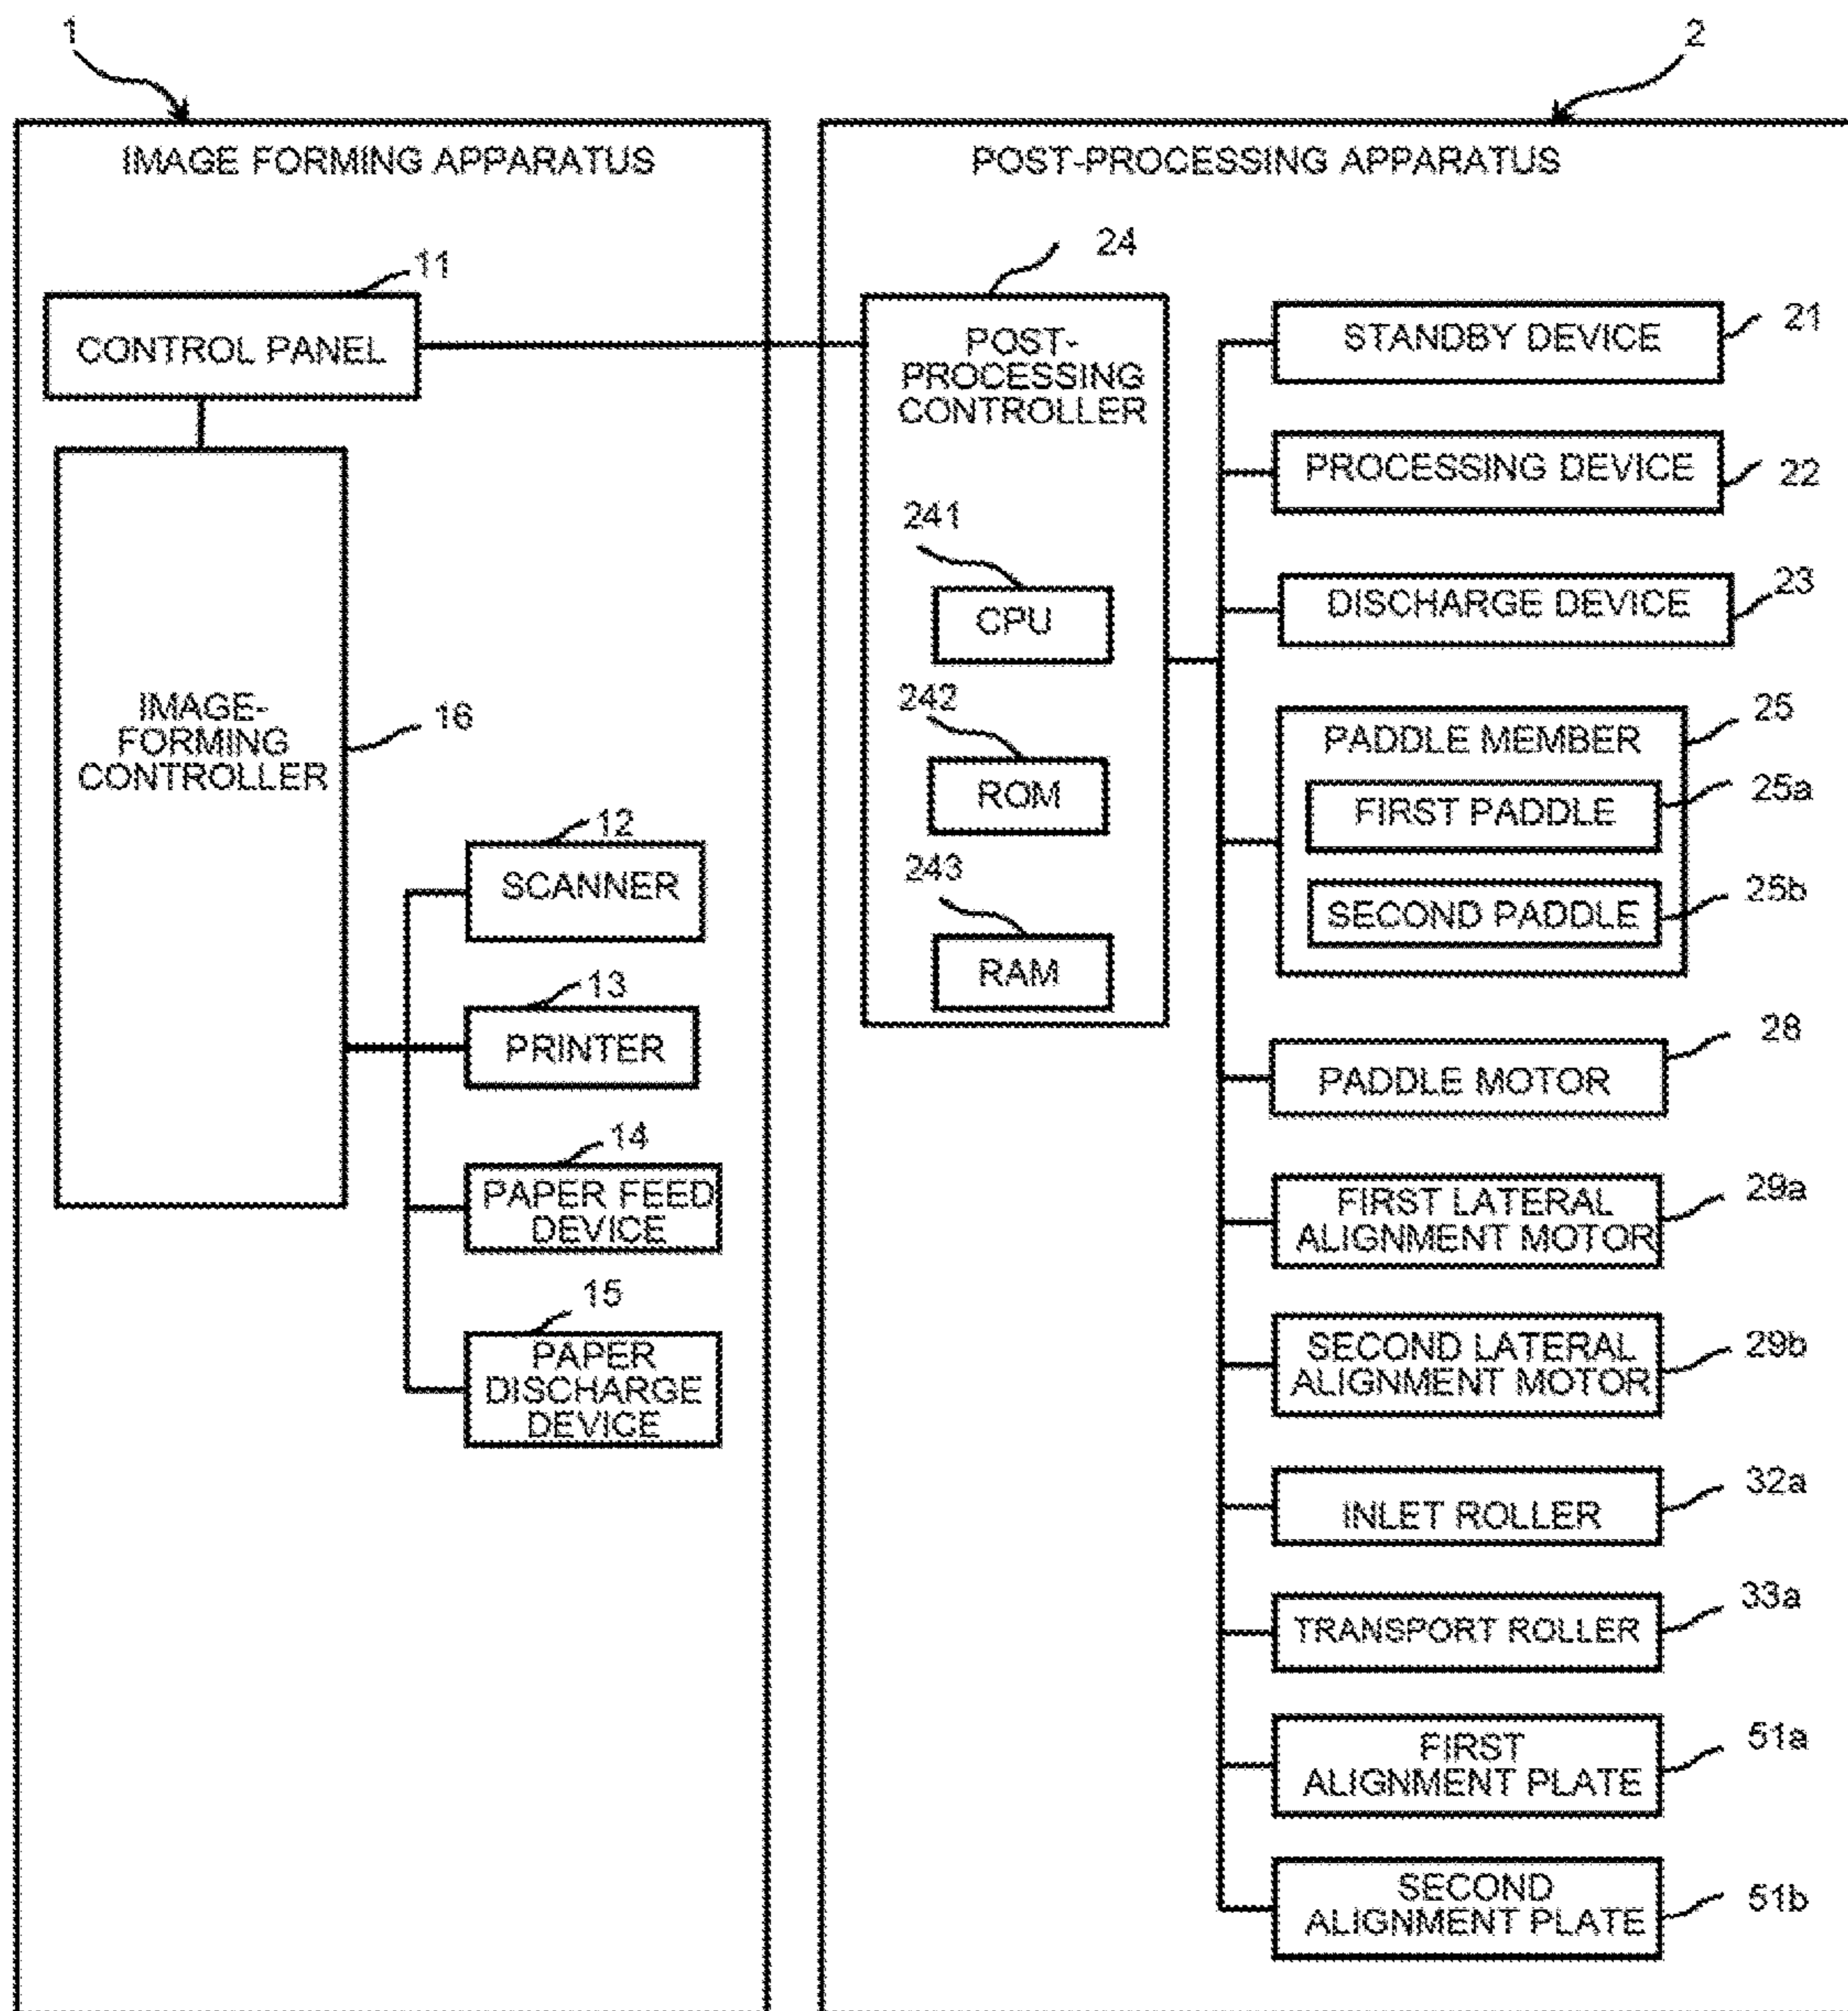 1
2
IMAGE FORMING APPARATUS
11
CONTROL PANEL
IMAGE-
FORMING
CONTROLLER
16
12
SCANNER
13
PRINTER
14
PAPER FEED
DEVICE
15
PAPER
DISCHARGE
DEVICE
POST-PROCESSING APPARATUS
24
POST-
PROCESSING
CONTROLLER
241
CPU
242
ROM
243
RAM
STANDBY DEVICE
21
PROCESSING DEVICE
22
DISCHARGE DEVICE
23
PADDLE MEMBER
25
FIRST PADDLE
25a
SECOND PADDLE
25b
PADDLE MOTOR
28
FIRST LATERAL
ALIGNMENT MOTOR
29a
SECOND LATERAL
ALIGNMENT MOTOR
29b
INLET ROLLER
32a
TRANSPORT ROLLER
33a
FIRST
ALIGNMENT PLATE
51a
SECOND
ALIGNMENT PLATE
51b